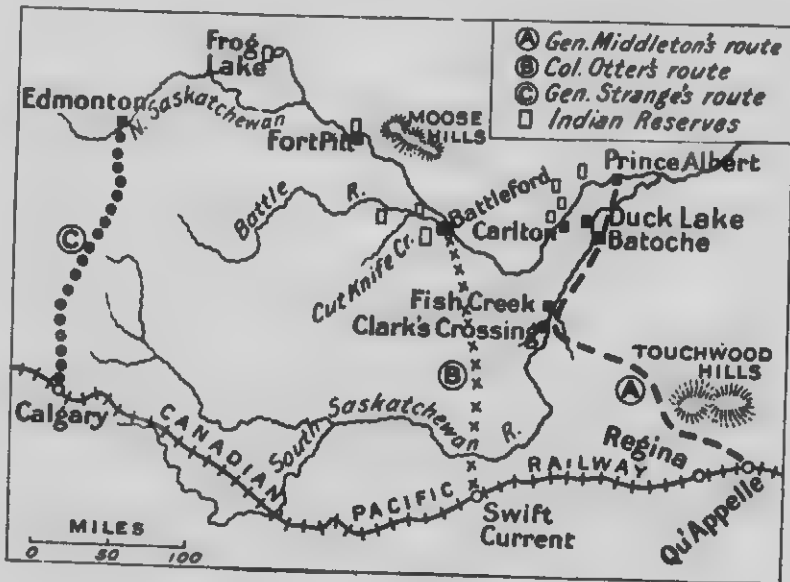 Ⓐ Gen. Middleton's route
Ⓑ Col. Otter's route
Ⓒ Gen. Strange's route
Indian Reserves
Frog
Lake
Edmonton
N. Saskatchewan
Fort Pitt
MOOSE
HILLS
Prince Albert
Battle R.
Battleford
Carlton
Duck Lake
Batoche
Ⓒ
Cut Knife Cr.
Fish Creek
Clark's Crossing
TOUCHWOOD
HILLS
Ⓑ
Ⓐ
Calgary
CANADIAN PACIFIC RAILWAY
South Saskatchewan R.
Regina
Qu'Appelle
Swift
Current
MILES
0 50 100